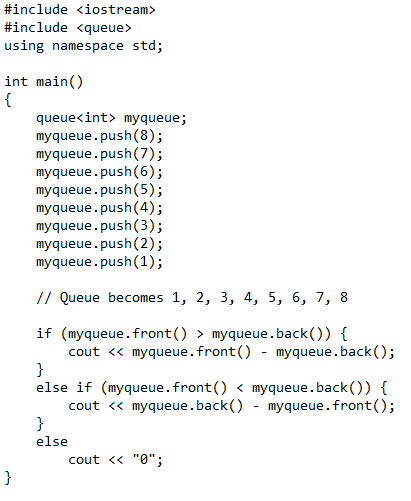 #include <iostream>
#include <queue>
using namespace std;

int main()
{
    queue<int> myqueue;
    myqueue.push(8);
    myqueue.push(7);
    myqueue.push(6);
    myqueue.push(5);
    myqueue.push(4);
    myqueue.push(3);
    myqueue.push(2);
    myqueue.push(1);

    // Queue becomes 1, 2, 3, 4, 5, 6, 7, 8

    if (myqueue.front() > myqueue.back()) {
        cout << myqueue.front() - myqueue.back();
    }
    else if (myqueue.front() < myqueue.back()) {
        cout << myqueue.back() - myqueue.front();
    }
    else
        cout << "0";
}